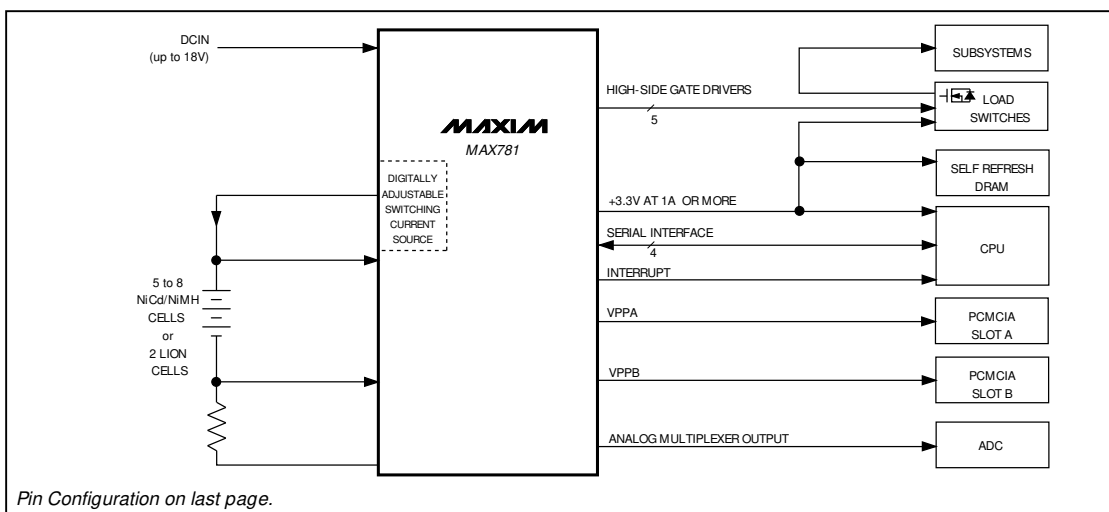 DCIN
(up to 18V)
MAXIM
MAX781
DIGITALLY
ADJUSTABLE
SWITCHING
CURRENT
SOURCE
5 to 8
NiCd/NiMH
CELLS
or
2 LION
CELLS
HIGH-SIDE GATE DRIVERS
5
+3.3V AT 1A OR MORE
SERIAL INTERFACE
4
INTERRUPT
VPPA
VPPB
ANALOG MULTIPLEXER OUTPUT
SUBSYSTEMS
LOAD
SWITCHES
SELF REFRESH
DRAM
CPU
PCMCIA
SLOT A
PCMCIA
SLOT B
ADC
Pin Configuration on last page.